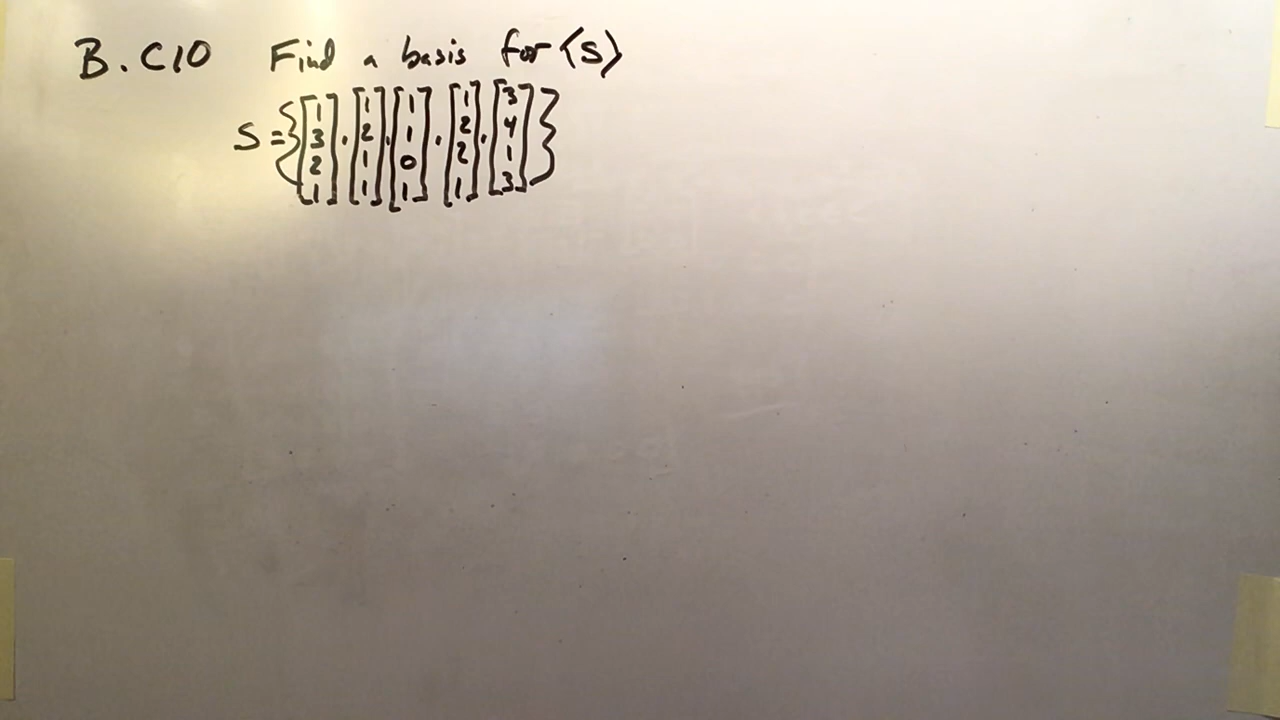 B. C10 Find a basis for ⟨S⟩
S = { [1 3 2 1], [1 2 1 1], [1 1 0 1], [1 2 2 1], [3 4 1 3] }